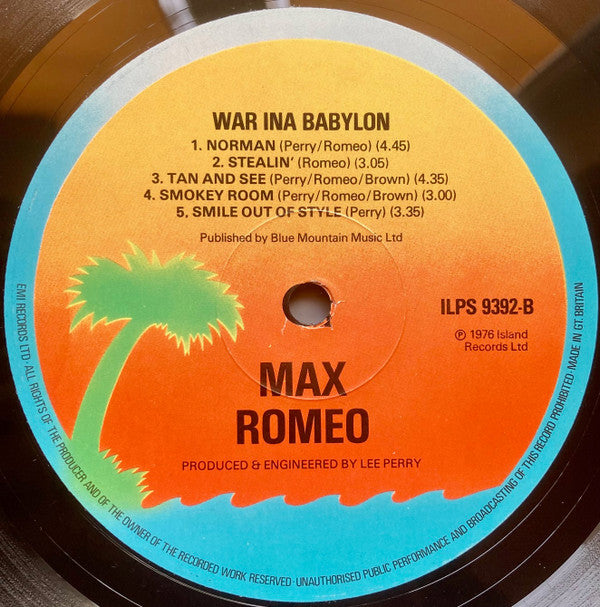 WAR INA BABYLON
1. NORMAN (Perry/Romeo) (4.45)
2. STEALIN' (Romeo) (3.05)
3. TAN AND SEE (Perry/Romeo/Brown) (4.35)
4. SMOKEY ROOM (Perry/Romeo/Brown) (3.00)
5. SMILE OUT OF STYLE (Perry) (3.35)
Published by Blue Mountain Music Ltd
ILPS 9392-B
℗ 1976 Island
Records Ltd
MAX
ROMEO
PRODUCED & ENGINEERED BY LEE PERRY
EMI RECORDS LTD · ALL RIGHTS OF THE PRODUCER AND OF THE OWNER OF THE RECORDED WORK RESERVED · UNAUTHORISED PUBLIC PERFORMANCE AND BROADCASTING OF THIS RECORD PROHIBITED · MADE IN GT. BRITAIN